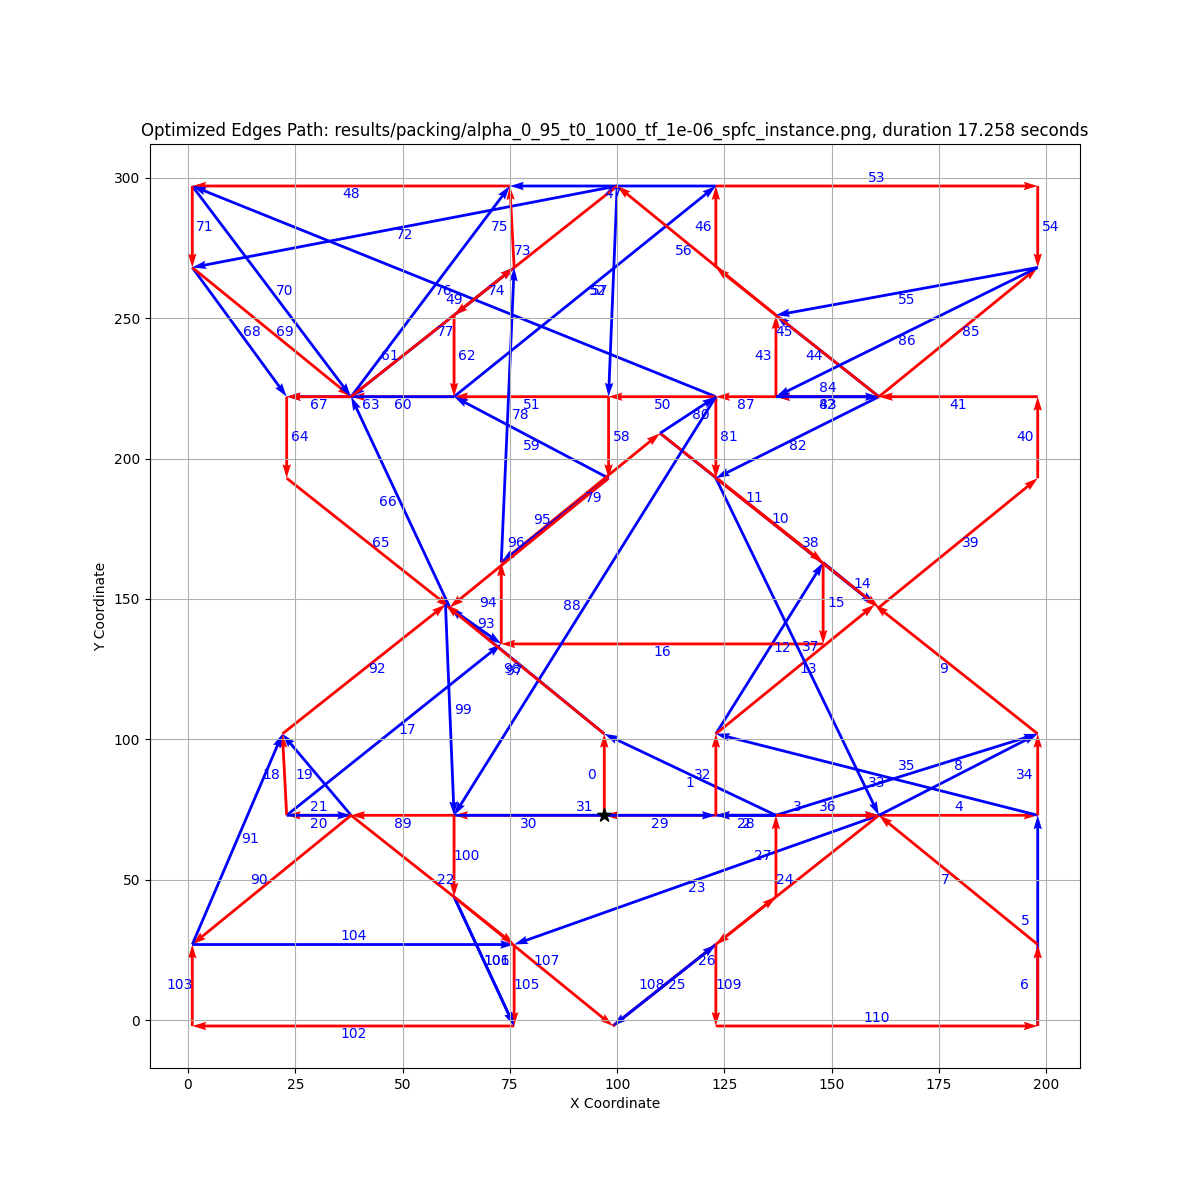 Optimized Edges Path: results/packing/alpha_0_95_t0_1000_tf_1e-06_spfc_instance.png, duration 17.258 seconds
300
250
200
150
100
50
0
Y Coordinate
0 25 50 75 100 125 150 175 200
X Coordinate
53
48
71 75 46 54
72
73 56
70 76 74 57
49 55
68 69 77 45 85
86
61 62 43 44
84
67 63 60 51 50 87 42 41
78 80
64 58 81 40
59 82
79 11
66 95 10
65 96 38 39
14
94 88 15
93
16 12 37
92 97 13 9
99
17
18 19 0 32 35 8 34
1 33
21 31 3 36 4
20 89 30 29 28
91
100 27
90 22 24 7
23
5
104
101 107 26
103 105 108 25 109 6
110
102